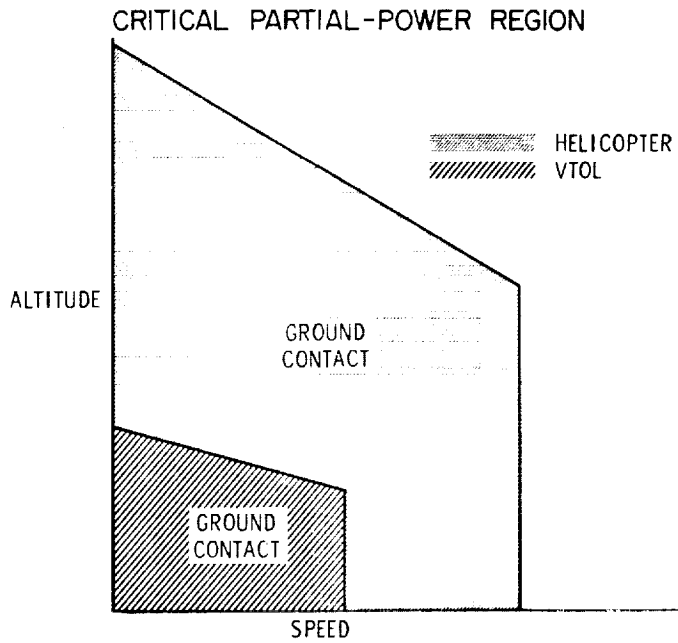 CRITICAL PARTIAL-POWER REGION
HELICOPTER
VTOL
ALTITUDE
GROUND
CONTACT
GROUND
CONTACT
SPEED